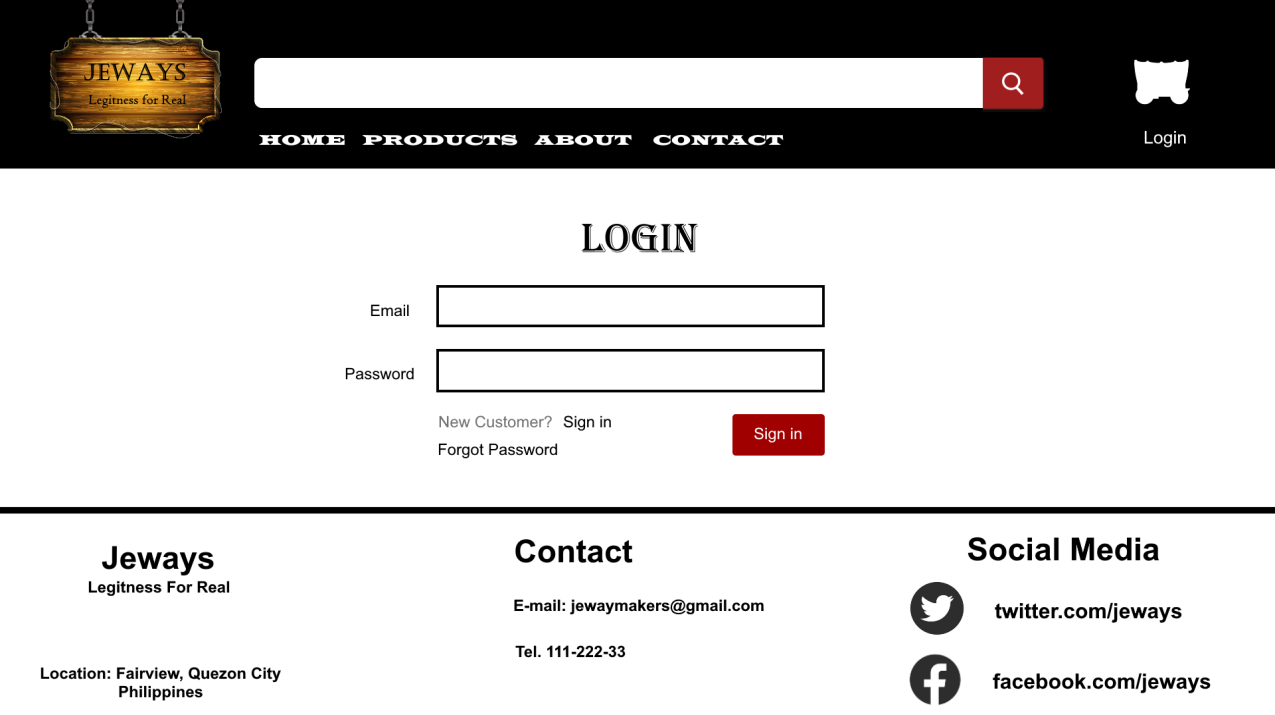 JEWAYS
Legitness for Real
HOME PRODUCTS ABOUT CONTACT
Login
LOGIN
Email
Password
New Customer? Sign in
Forgot Password
Sign in
Jeways
Legitness For Real
Location: Fairview, Quezon City
Philippines
Contact
E-mail: jewaymakers@gmail.com
Tel. 111-222-33
Social Media
twitter.com/jeways
facebook.com/jeways